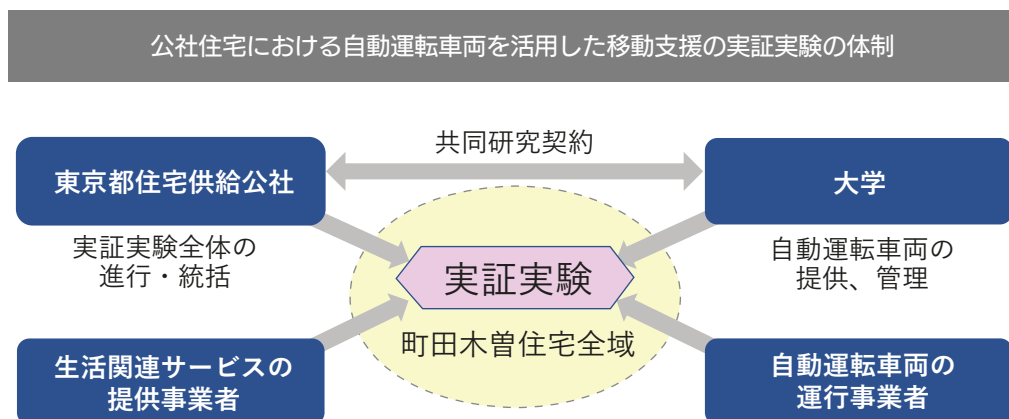 公社住宅における自動運転車両を活用した移動支援の実証実験の体制
共同研究契約
東京都住宅供給公社
大学
実証実験全体の
進行・統括
自動運転車両の
提供、管理
実証実験
町田木曽住宅全域
生活関連サービスの
提供事業者
自動運転車両の
運行事業者